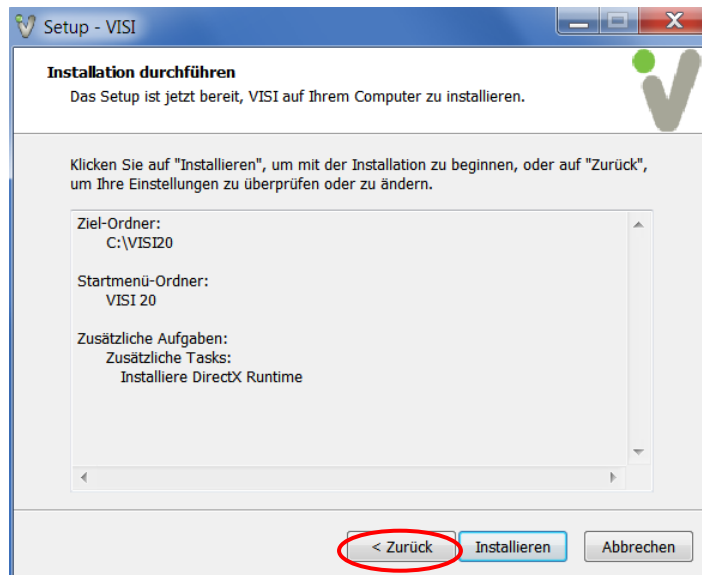 Setup - VISI
Installation durchführen
Das Setup ist jetzt bereit, VISI auf Ihrem Computer zu installieren.
Klicken Sie auf "Installieren", um mit der Installation zu beginnen, oder auf "Zurück",
um Ihre Einstellungen zu überprüfen oder zu ändern.
Ziel-Ordner:
C:\VISI20
Startmenü-Ordner:
VISI 20
Zusätzliche Aufgaben:
Zusätzliche Tasks:
Installiere DirectX Runtime
< Zurück Installieren Abbrechen